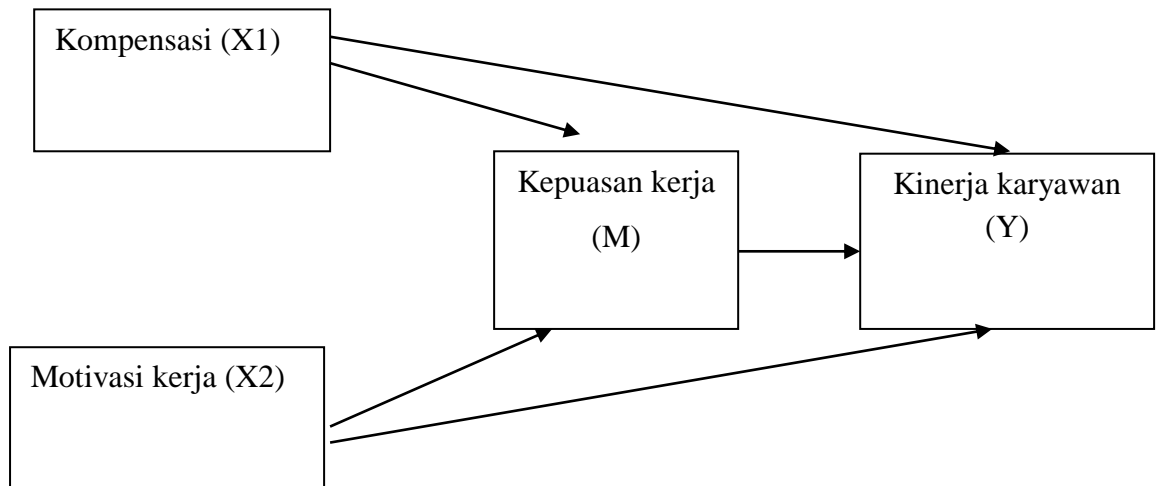 Kompensasi (X1)
Kepuasan kerja
(M)
Kinerja karyawan
(Y)
Motivasi kerja (X2)